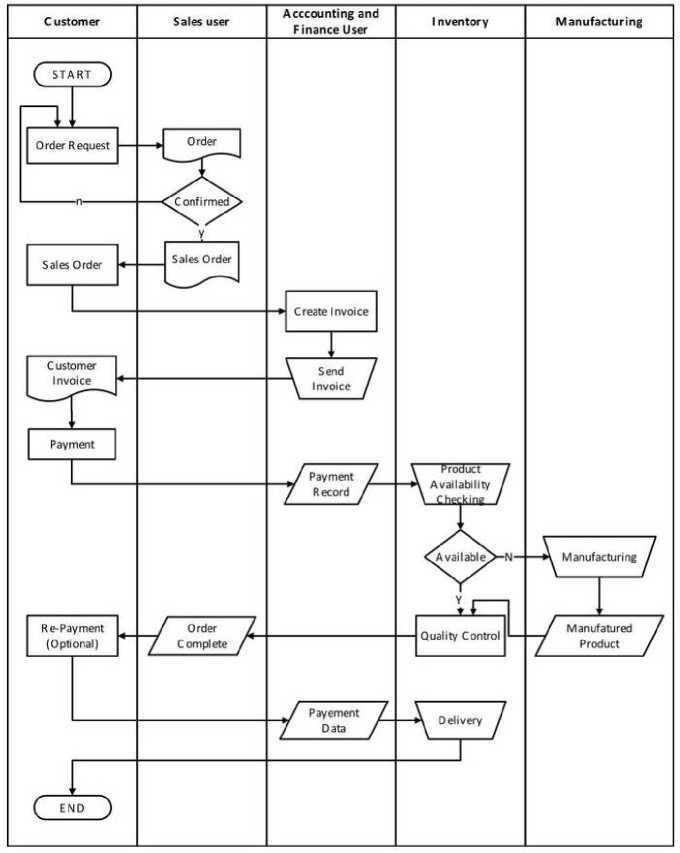 Customer
Sales user
Acccounting and
Finance User
Inventory
Manufacturing
START
Order Request
Order
Confirmed
n
y
Sales Order
Sales Order
Create Invoice
Send
Invoice
Customer
Invoice
Payment
Payment
Record
Product
Availability
Checking
Available
N
Manufacturing
Y
Re-Payment
(Optional)
Order
Complete
Quality Control
Manufatured
Product
Payement
Data
Delivery
END